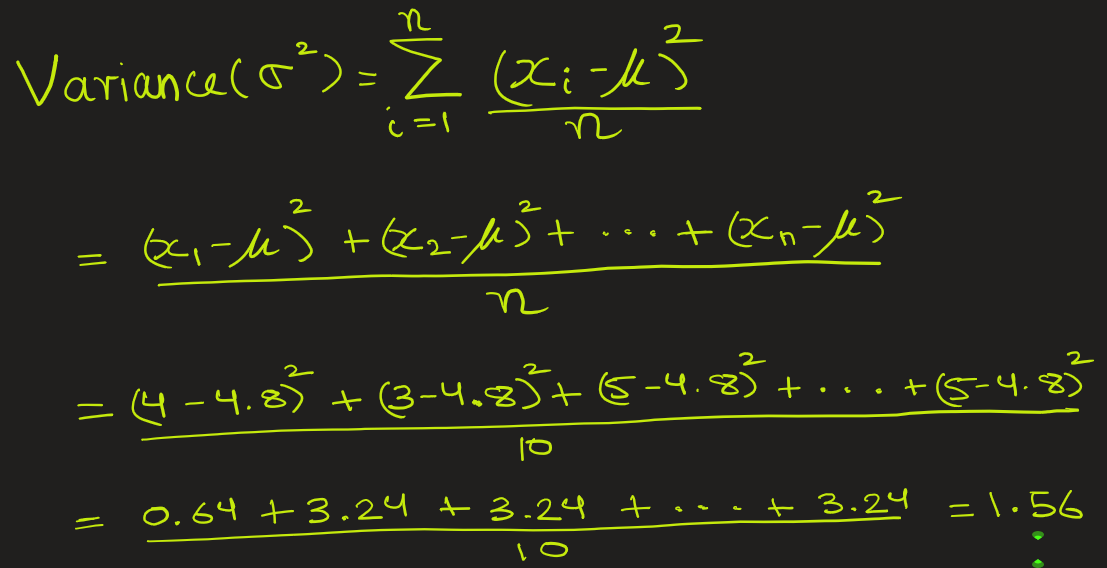 Variance(σ²) = ∑ⁿᵢ₌₁ (xᵢ - μ)² / n
= (x₁ - μ)² + (x₂ - μ)² + .... + (xₙ - μ)² / n
= (4 - 4.8)² + (3 - 4.8)² + (5 - 4.8)² + .... + (5 - 4.8)² / 10
= 0.64 + 3.24 + 3.24 + .... + 3.24 / 10 = 1.56